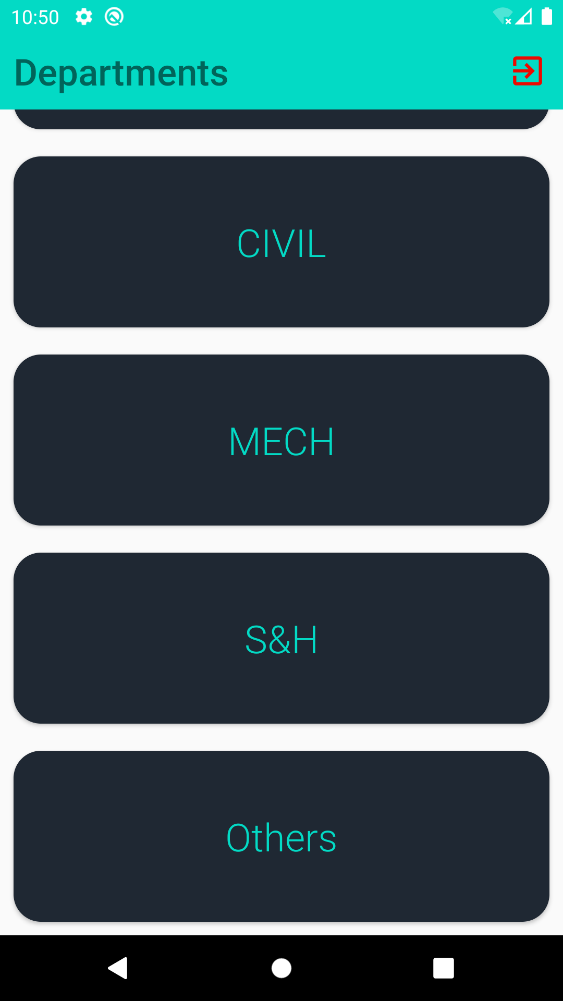 10:50
Departments
CIVIL
MECH
S&H
Others